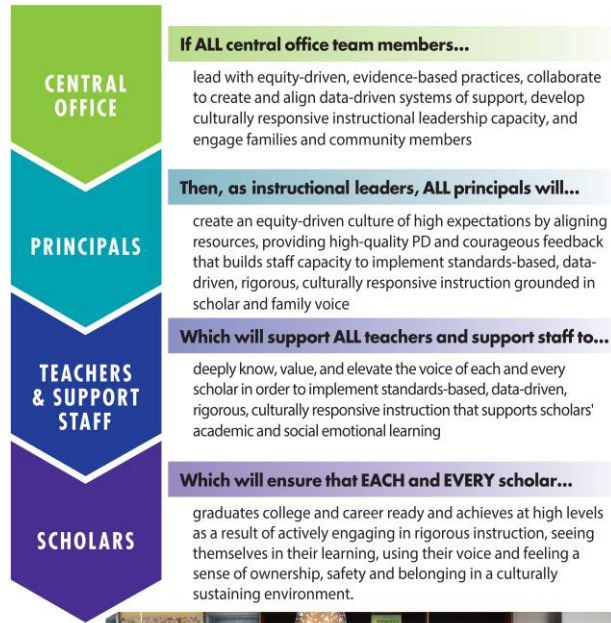 CENTRAL
OFFICE
If ALL central office team members...
lead with equity-driven, evidence-based practices, collaborate
to create and align data-driven systems of support, develop
culturally responsive instructional leadership capacity, and
engage families and community members
PRINCIPALS
Then, as instructional leaders, ALL principals will...
create an equity-driven culture of high expectations by aligning
resources, providing high-quality PD and courageous feedback
that builds staff capacity to implement standards-based, data-
driven, rigorous, culturally responsive instruction grounded in
scholar and family voice
TEACHERS
& SUPPORT
STAFF
Which will support ALL teachers and support staff to...
deeply know, value, and elevate the voice of each and every
scholar in order to implement standards-based, data-driven,
rigorous, culturally responsive instruction that supports scholars'
academic and social emotional learning
SCHOLARS
Which will ensure that EACH and EVERY scholar...
graduates college and career ready and achieves at high levels
as a result of actively engaging in rigorous instruction, seeing
themselves in their learning, using their voice and feeling a
sense of ownership, safety and belonging in a culturally
sustaining environment.